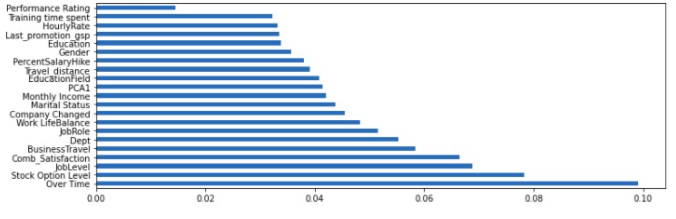 Performance Rating
Training time spent
HourlyRate
Last_promotion_gsp
Education
Gender
PercentSalaryHike
Travel_distance
EducationField
PCA1
Monthly Income
Marital Status
Company Changed
Work LifeBalance
JobRole
Dept
BusinessTravel
Comb_Satisfaction
JobLevel
Stock Option Level
Over Time
0.00 0.02 0.04 0.06 0.08 0.10